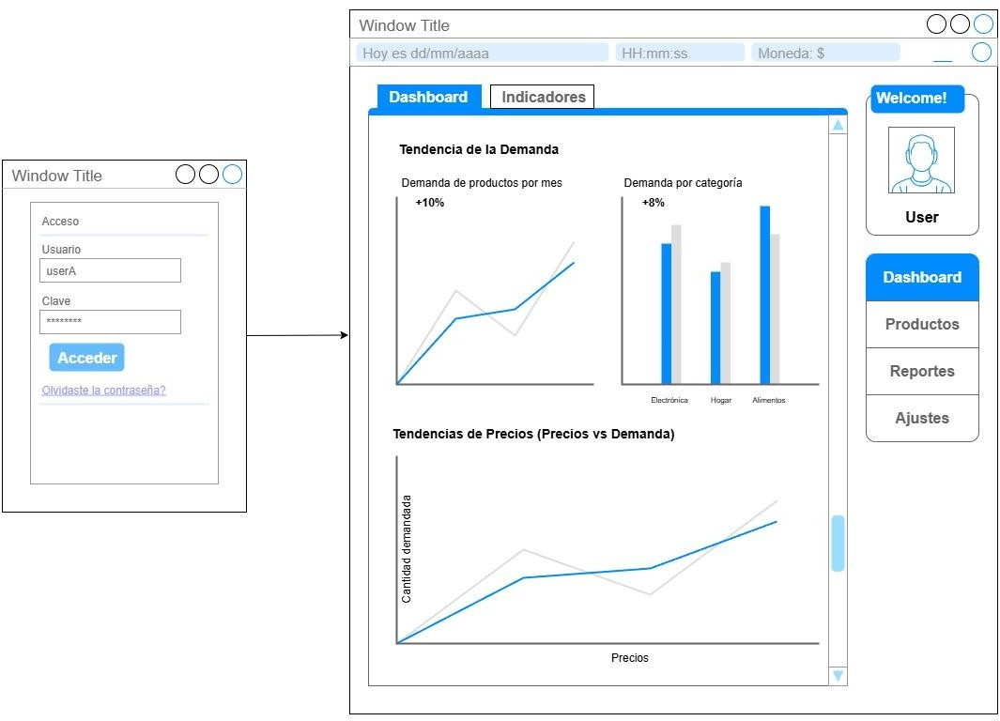 Window Title
Acceso
Usuario
userA
Clave
********
Acceder
Olvidaste la contraseña?
Window Title
Hoy es dd/mm/aaaa
HH:mm:ss
Moneda: $
Dashboard
Indicadores
Tendencia de la Demanda
Demanda de productos por mes
+10%
Demanda por categoría
+8%
Electrónica
Hogar
Alimentos
Tendencias de Precios (Precios vs Demanda)
Cantidad demandada
Precios
Welcome!
User
Dashboard
Productos
Reportes
Ajustes